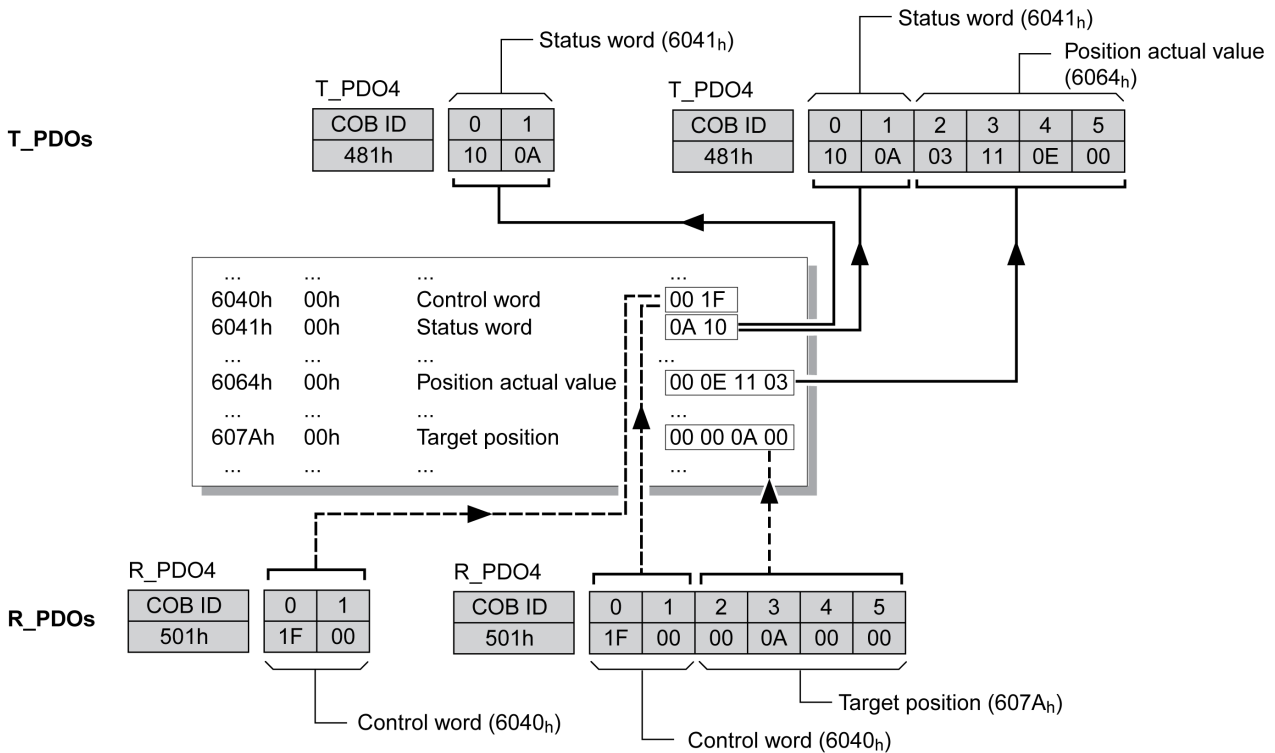 Status word (6041h)
Status word (6041h)
Position actual value
(6064h)
T_PDO4
T_PDO4
T_PDOs
COB ID 0 1
481h 10 0A
COB ID 0 1 2 3 4 5
481h 10 0A 03 11 0E 00
... ... ... ...
6040h 00h Control word 00 1F
6041h 00h Status word 0A 10
... ... ... ...
6064h 00h Position actual value 00 0E 11 03
... ... ... ...
607Ah 00h Target position 00 00 0A 00
... ... ... ...
R_PDO4
R_PDO4
R_PDOs
COB ID 0 1
501h 1F 00
COB ID 0 1 2 3 4 5
501h 1F 00 00 0A 00 00
Target position (607Ah)
Control word (6040h)
Control word (6040h)